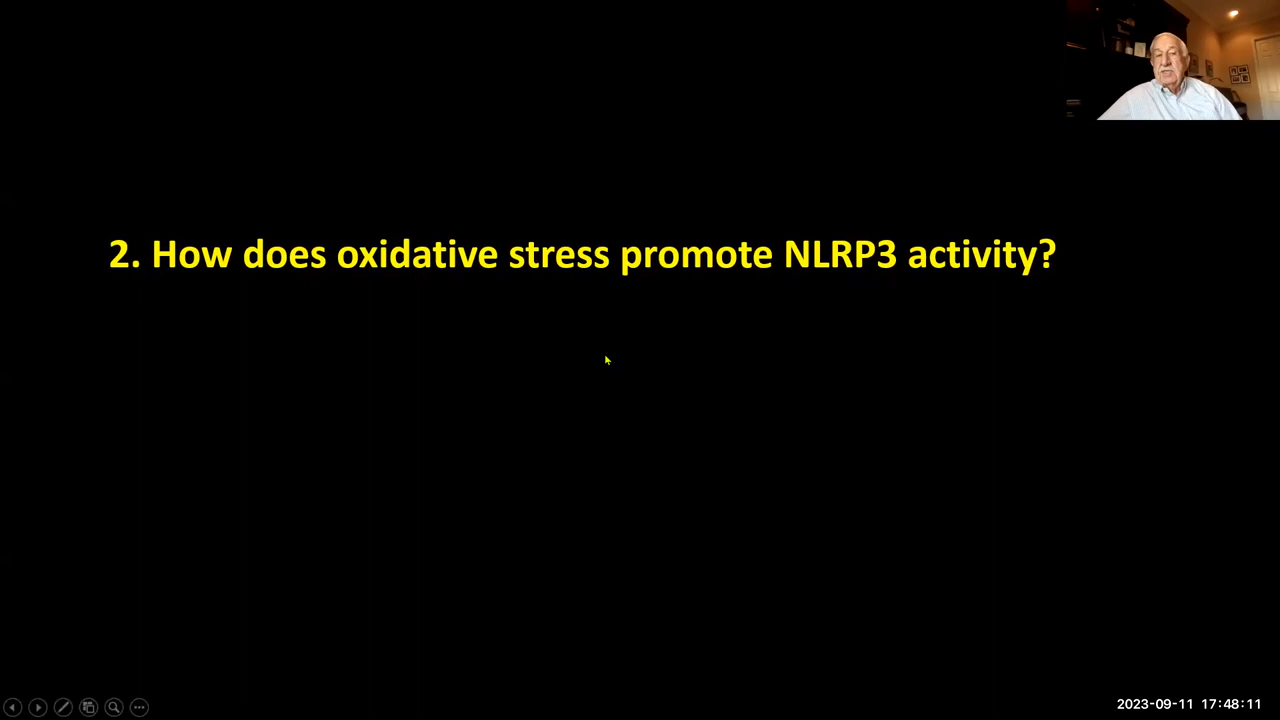 2. How does oxidative stress promote NLRP3 activity?
2023-09-11 17:48:11